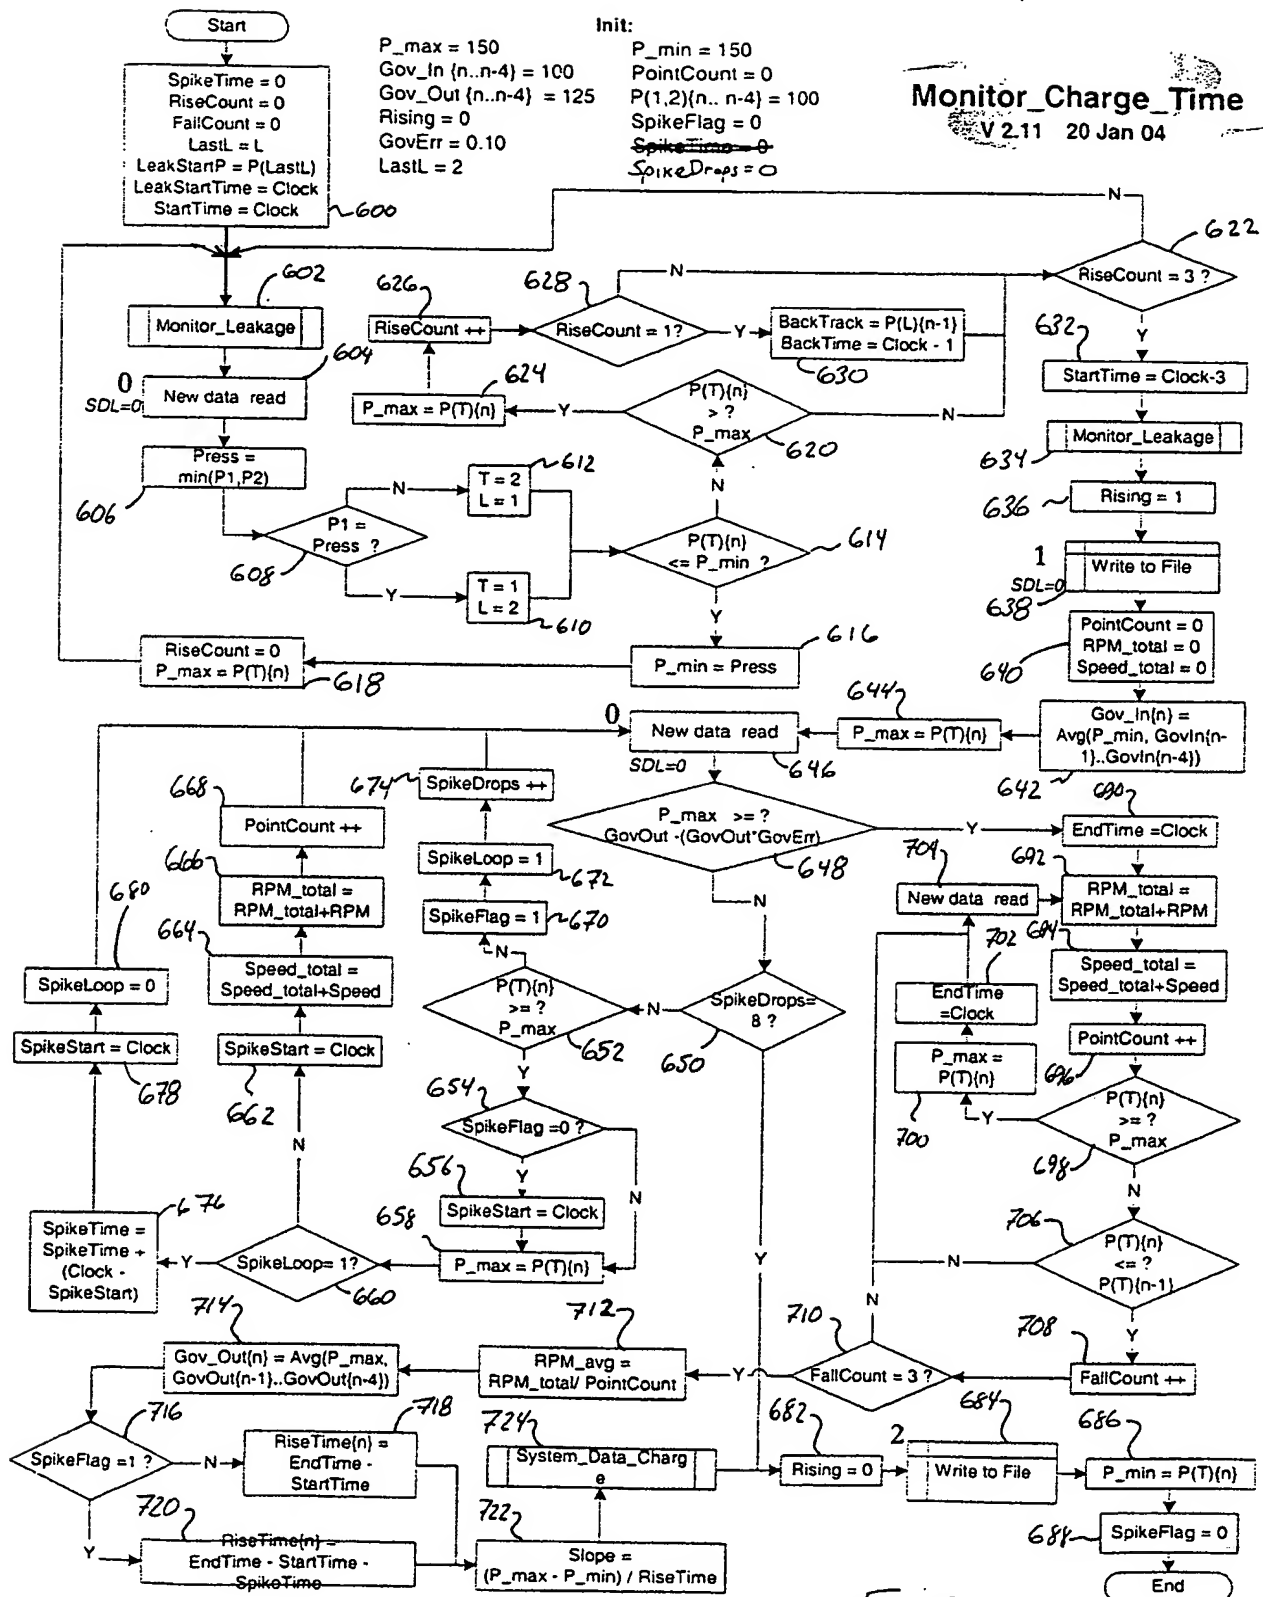 Start
Init:
P_max = 150
Gov_In {n..n-4} = 100
Gov_Out {n..n-4} = 125
Rising = 0
GovErr = 0.10
LastL = 2
P_min = 150
PointCount = 0
P(1,2){n.. n-4} = 100
SpikeFlag = 0
SpikeTime = 0
SpikeDrops = 0
Monitor_Charge_Time
V 2.11 20 Jan 04
SpikeTime = 0
RiseCount = 0
FallCount = 0
LastL = L
LeakStartP = P(LastL)
LeakStartTime = Clock
StartTime = Clock
600
N
622
RiseCount = 3 ?
Y
602
Monitor_Leakage
626
RiseCount ++
628
RiseCount = 1?
N
Y
BackTrack = P(L){n-1}
BackTime = Clock - 1
630
632
StartTime = Clock-3
604
0
SDL=0
New data read
624
P_max = P(T){n}
Y
P(T){n}
> ?
P_max
620
N
Monitor_Leakage
634
Press =
min(P1,P2)
606
612
T = 2
L = 1
N
P1 =
Press ?
608
Y
T = 1
L = 2
610
N
P(T){n}
<= P_min ?
614
Y
Rising = 1
636
1
SDL=0
Write to File
638
616
P_min = Press
RiseCount = 0
P_max = P(T){n}
618
PointCount = 0
RPM_total = 0
Speed_total = 0
640
Gov_In{n} =
Avg(P_min, GovIn{n-
1}..GovIn{n-4})
642
644
P_max = P(T){n}
0
New data read
SDL=0
646
674
SpikeDrops ++
668
PointCount ++
P_max >= ?
GovOut -(GovOut*GovErr)
648
Y
N
690
EndTime =Clock
SpikeLoop = 1
672
666
RPM_total =
RPM_total+RPM
704
New data read
692
RPM_total =
RPM_total+RPM
680
SpikeLoop = 0
SpikeFlag = 1
670
N
664
Speed_total =
Speed_total+Speed
702
EndTime
=Clock
694
Speed_total =
Speed_total+Speed
P(T){n}
>= ?
P_max
652
Y
N
SpikeDrops=
8 ?
650
Y
SpikeStart = Clock
678
SpikeStart = Clock
662
N
P_max =
P(T){n}
700
PointCount ++
696
Y
P(T){n}
>= ?
P_max
698
N
654
SpikeFlag =0 ?
Y
N
656
SpikeStart = Clock
658
P_max = P(T){n}
SpikeLoop= 1?
660
Y
676
SpikeTime =
SpikeTime +
(Clock -
SpikeStart)
706
P(T){n}
<= ?
P(T){n-1}
N
Y
708
FallCount ++
710
N
FallCount = 3 ?
Y
712
RPM_avg =
RPM_total/ PointCount
714
Gov_Out{n} = Avg(P_max,
GovOut{n-1}..GovOut{n-4})
716
SpikeFlag =1 ?
N
Y
718
RiseTime{n} =
EndTime -
StartTime
720
RiseTime{n} =
EndTime - StartTime -
SpikeTime
722
Slope =
(P_max - P_min) / RiseTime
724
System_Data_Charg
e
682
Rising = 0
684
2
Write to File
686
P_min = P(T){n}
688
SpikeFlag = 0
End